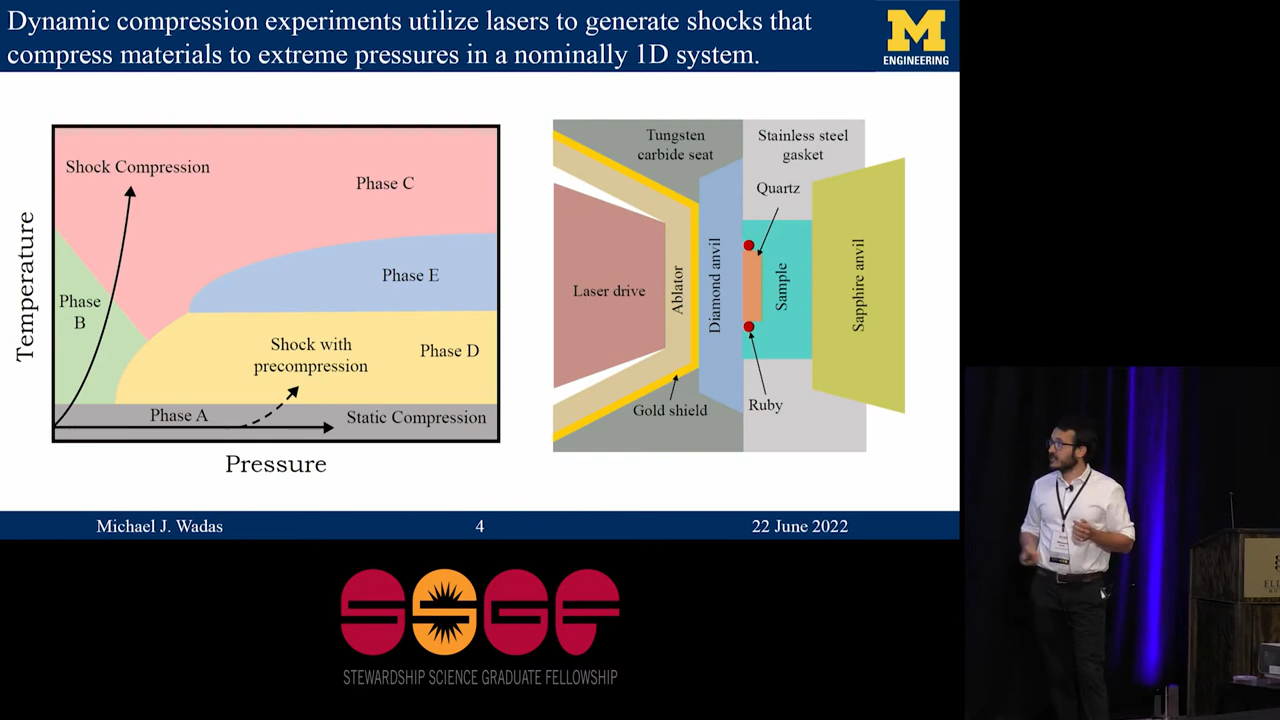 Dynamic compression experiments utilize lasers to generate shocks that
compress materials to extreme pressures in a nominally 1D system.
M
ENGINEERING
Temperature
Shock Compression
Phase C
Phase E
Phase
B
Shock with
precompression
Phase D
Phase A
Static Compression
Pressure
Tungsten
carbide seat
Stainless steel
gasket
Quartz
Laser drive
Ablator
Diamond anvil
Sample
Sapphire anvil
Gold shield
Ruby
Michael J. Wadas
4
22 June 2022
SSGF
STEWARDSHIP SCIENCE GRADUATE FELLOWSHIP